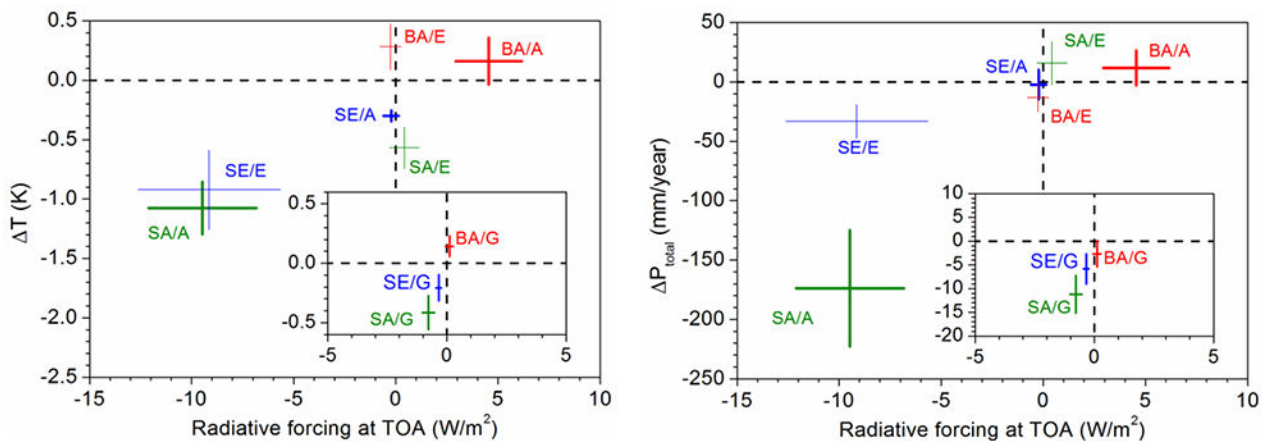 0.5
0.0
-0.5
-1.0
-1.5
-2.0
-2.5
ΔT (K)
BA/E
BA/A
SE/A
SA/E
SE/E
SA/A
0.5
0.0
-0.5
BA/G
SE/G
SA/G
-5
0
5
-15
-10
-5
0
5
10
Radiative forcing at TOA (W/m²)
50
0
-50
-100
-150
-200
-250
ΔP_total (mm/year)
SA/E
SE/A
BA/A
BA/E
SE/E
SA/A
10
5
0
-5
-10
-15
-20
SE/G
BA/G
SA/G
-5
0
5
-15
-10
-5
0
5
10
Radiative forcing at TOA (W/m²)